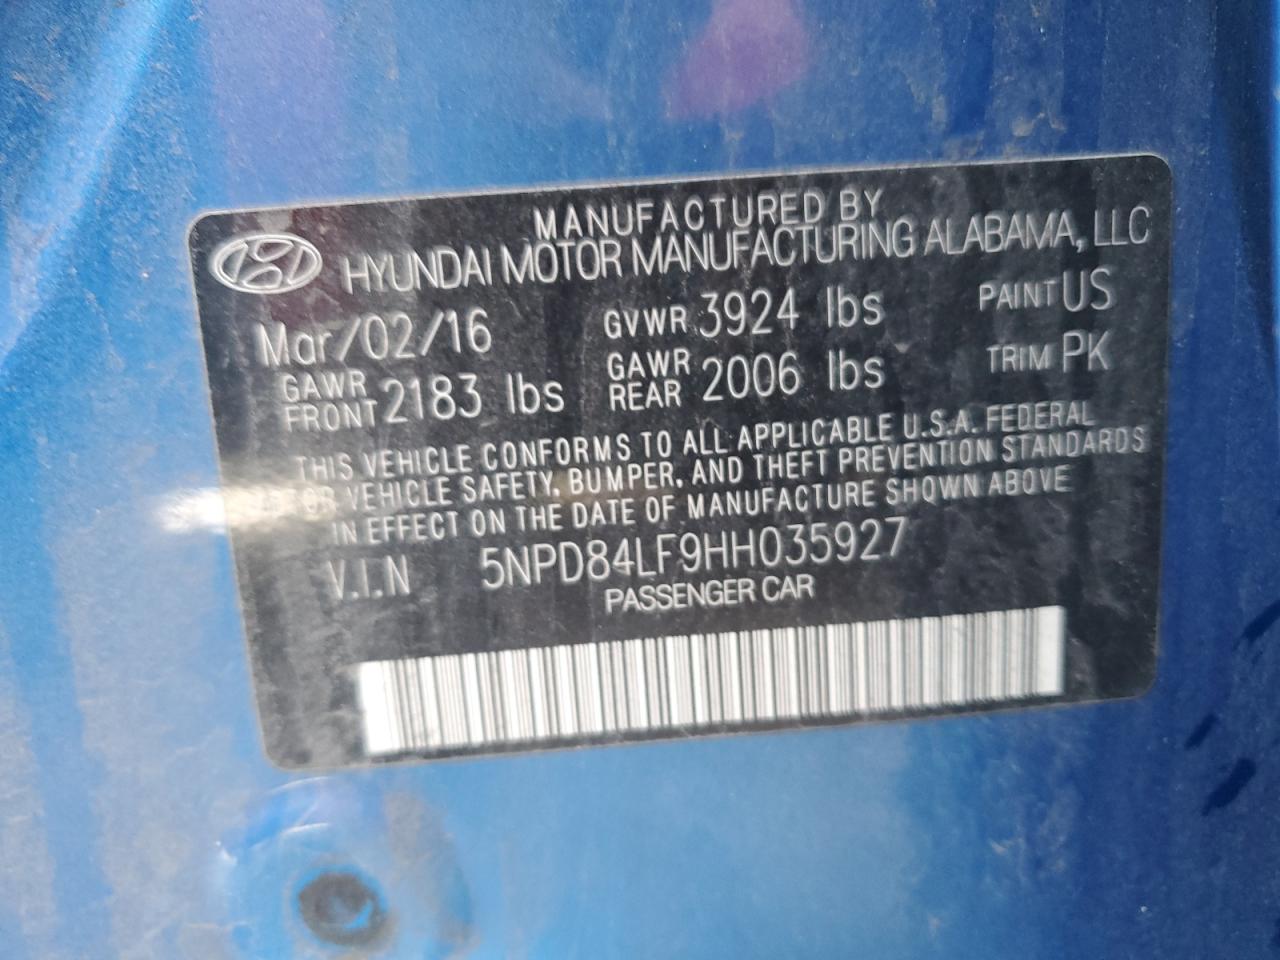 MANUFACTURED BY
HYUNDAI MOTOR MANUFACTURING ALABAMA, LLC
Mar/02/16 GVWR 3924 lbs PAINT US
GAWR FRONT 2183 lbs GAWR REAR 2006 lbs TRIM PK
THIS VEHICLE CONFORMS TO ALL APPLICABLE U.S.A. FEDERAL
VEHICLE SAFETY, BUMPER, AND THEFT PREVENTION STANDARDS
IN EFFECT ON THE DATE OF MANUFACTURE SHOWN ABOVE
V.I.N 5NPD84LF9HH035927
PASSENGER CAR